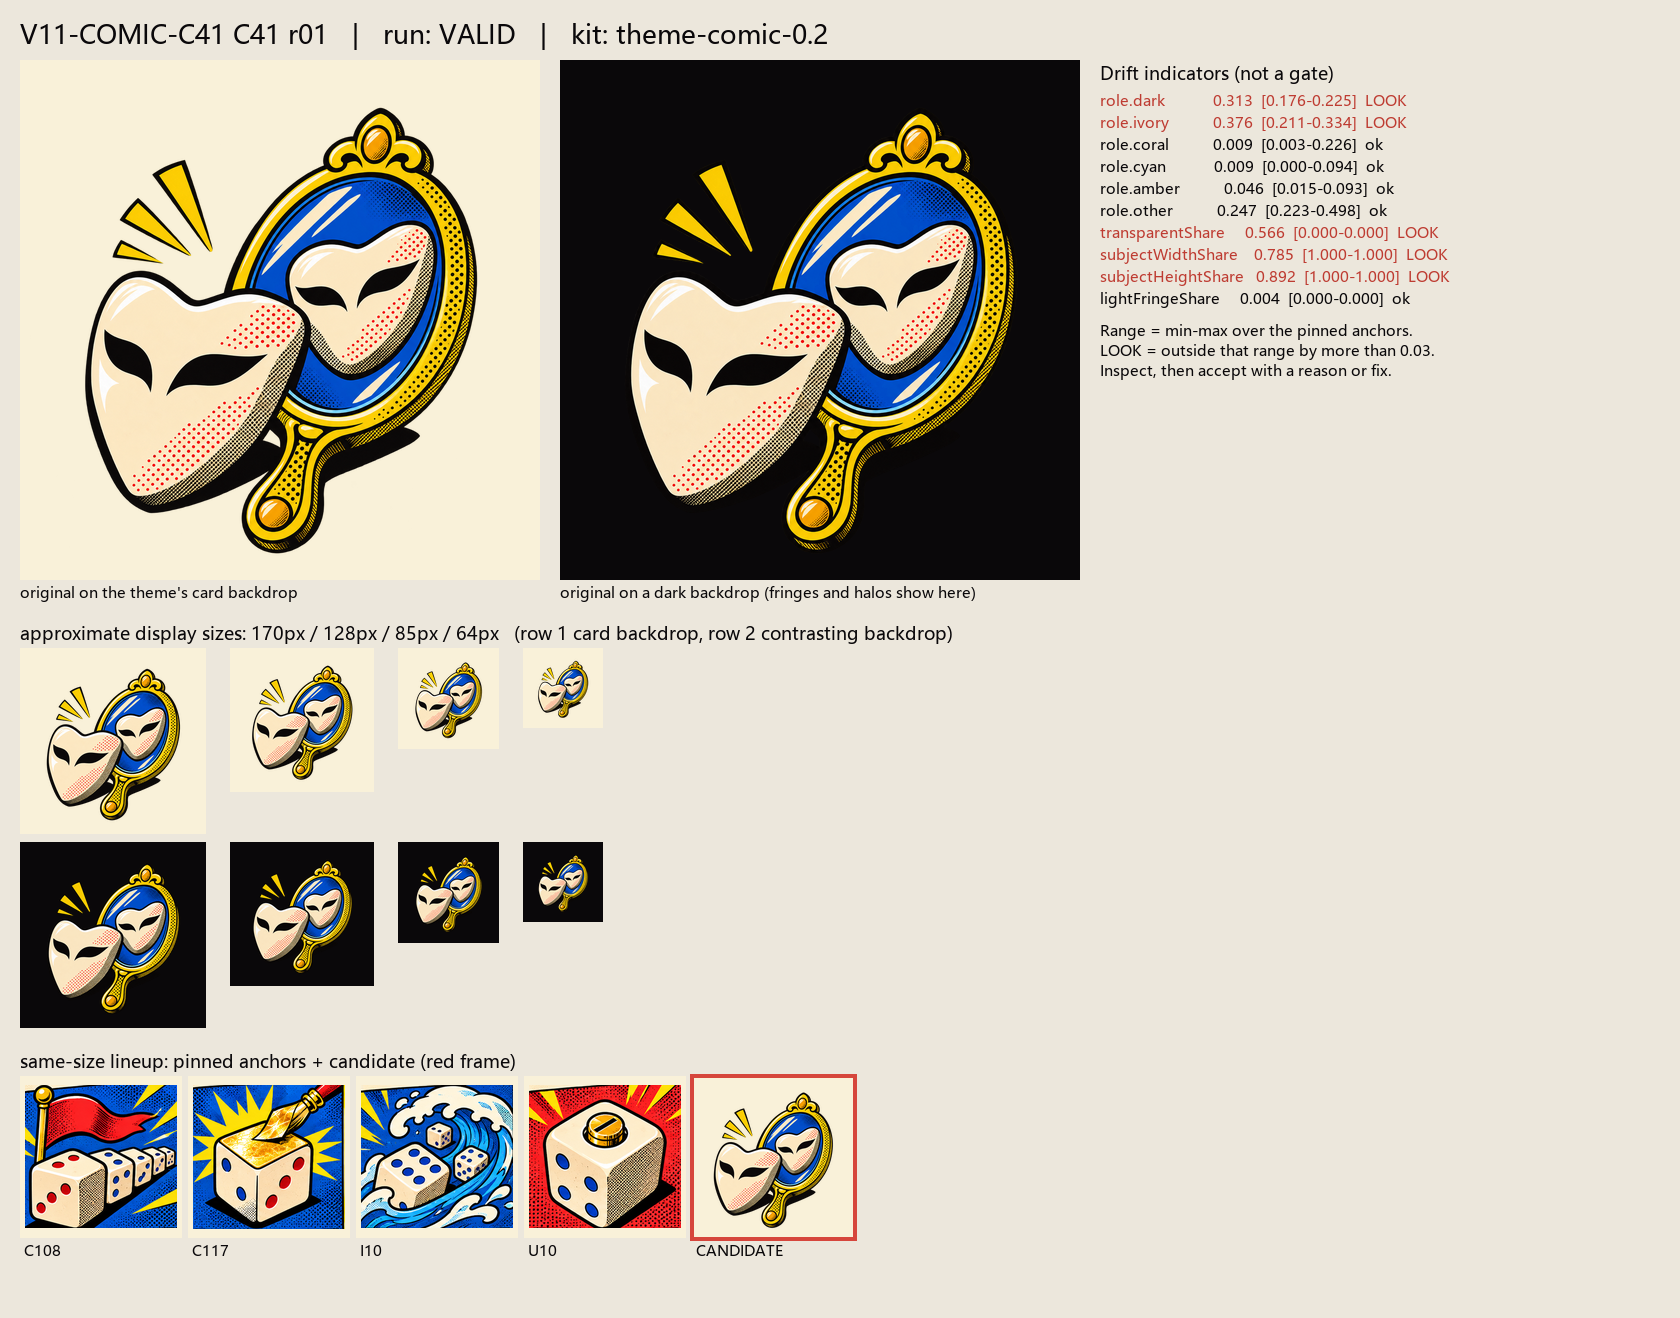 V11-COMIC-C41 C41 r01 | run: VALID | kit: theme-comic-0.2
Drift indicators (not a gate)
role.dark 0.313 [0.176-0.225] LOOK
role.ivory 0.376 [0.211-0.334] LOOK
role.coral 0.009 [0.003-0.226] ok
role.cyan 0.009 [0.000-0.094] ok
role.amber 0.046 [0.015-0.093] ok
role.other 0.247 [0.223-0.498] ok
transparentShare 0.566 [0.000-0.000] LOOK
subjectWidthShare 0.785 [1.000-1.000] LOOK
subjectHeightShare 0.892 [1.000-1.000] LOOK
lightFringeShare 0.004 [0.000-0.000] ok
Range = min-max over the pinned anchors.
LOOK = outside that range by more than 0.03.
Inspect, then accept with a reason or fix.
original on the theme's card backdrop
original on a dark backdrop (fringes and halos show here)
approximate display sizes: 170px / 128px / 85px / 64px (row 1 card backdrop, row 2 contrasting backdrop)
same-size lineup: pinned anchors + candidate (red frame)
C108
C117
I10
U10
CANDIDATE